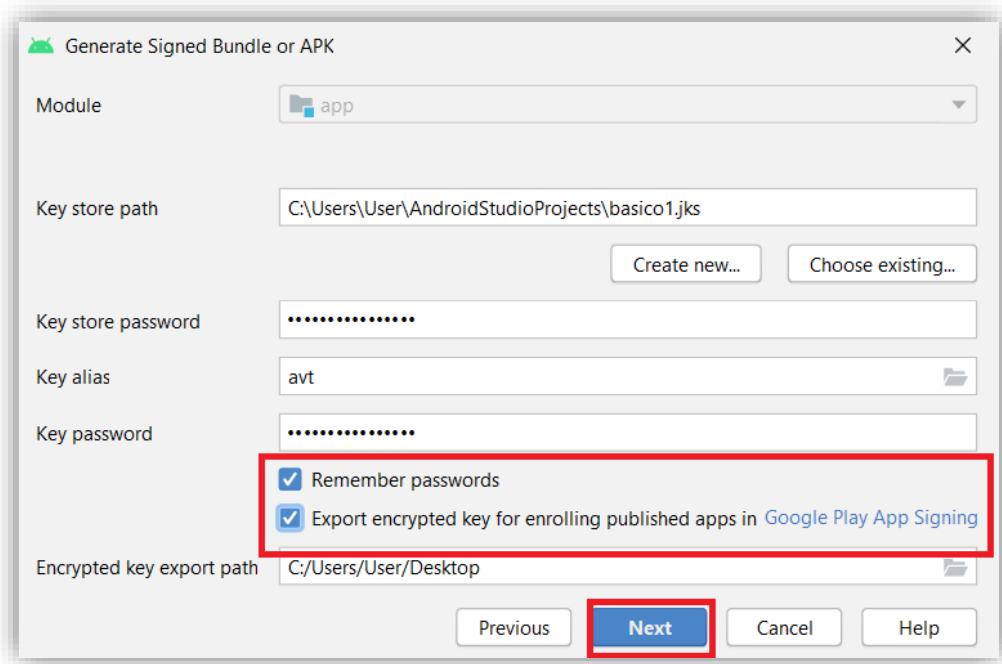 Generate Signed Bundle or APK
Module app
Key store path C:\Users\User\AndroidStudioProjects\basico1.jks
Create new... Choose existing...
Key store password ••••••••••••••••
Key alias avt
Key password ••••••••••••••••
Remember passwords
Export encrypted key for enrolling published apps in Google Play App Signing
Encrypted key export path C:/Users/User/Desktop
Previous Next Cancel Help